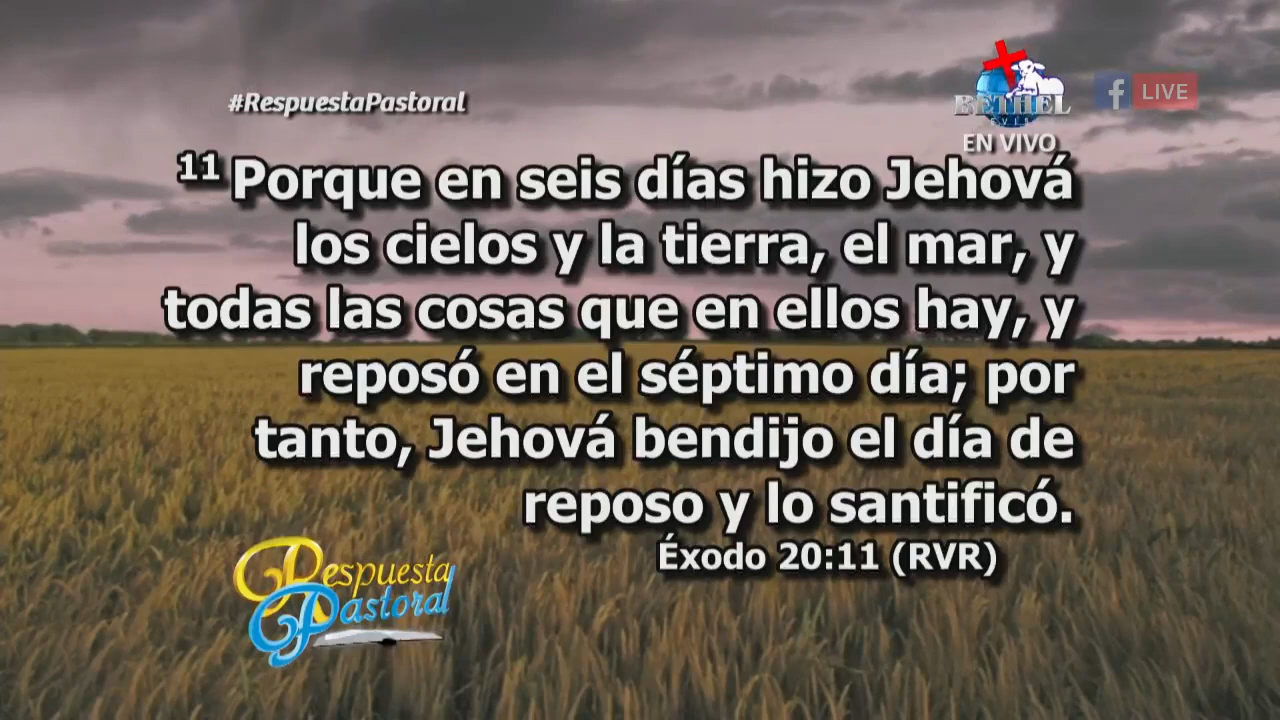 #RespuestaPastoral
BETHEL
EN VIVO
f LIVE
11 Porque en seis días hizo Jehová
los cielos y la tierra, el mar, y
todas las cosas que en ellos hay, y
reposó en el séptimo día; por
tanto, Jehová bendijo el día de
reposo y lo santificó.
Éxodo 20:11 (RVR)
Respuesta
Pastoral